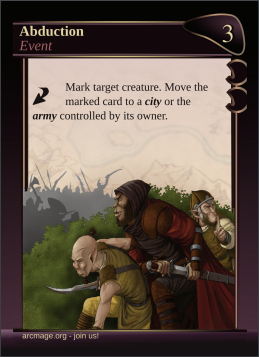 Abduction
3
Event
Mark target creature. Move the
marked card to a city or the
army controlled by its owner.
arcmage.org - join us!